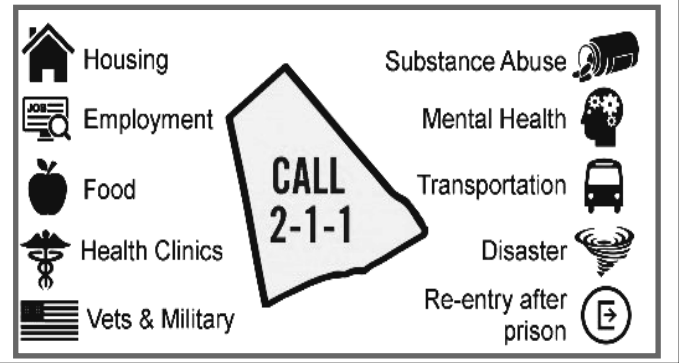 Housing
JOB
Employment
Food
Health Clinics
Vets & Military
CALL
2-1-1
Substance Abuse
Mental Health
Transportation
Disaster
Re-entry after
prison